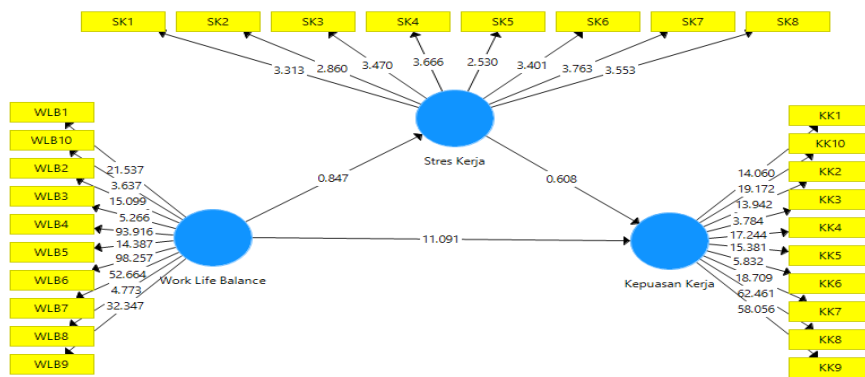 SK1 SK2 SK3 SK4 SK5 SK6 SK7 SK8
3.313 2.860 3.470 3.666 2.530 3.401 3.763 3.553
Stres Kerja
0.847
0.608
11.091
WLB1
WLB10
WLB2
WLB3
WLB4
WLB5
WLB6
WLB7
WLB8
WLB9
21.537
3.637
15.099
5.266
93.916
14.387
98.257
52.664
4.773
32.347
Work Life Balance
Kepuasan Kerja
14.060
19.172
13.942
3.784
17.244
15.381
5.832
18.709
62.461
58.056
KK1
KK10
KK2
KK3
KK4
KK5
KK6
KK7
KK8
KK9